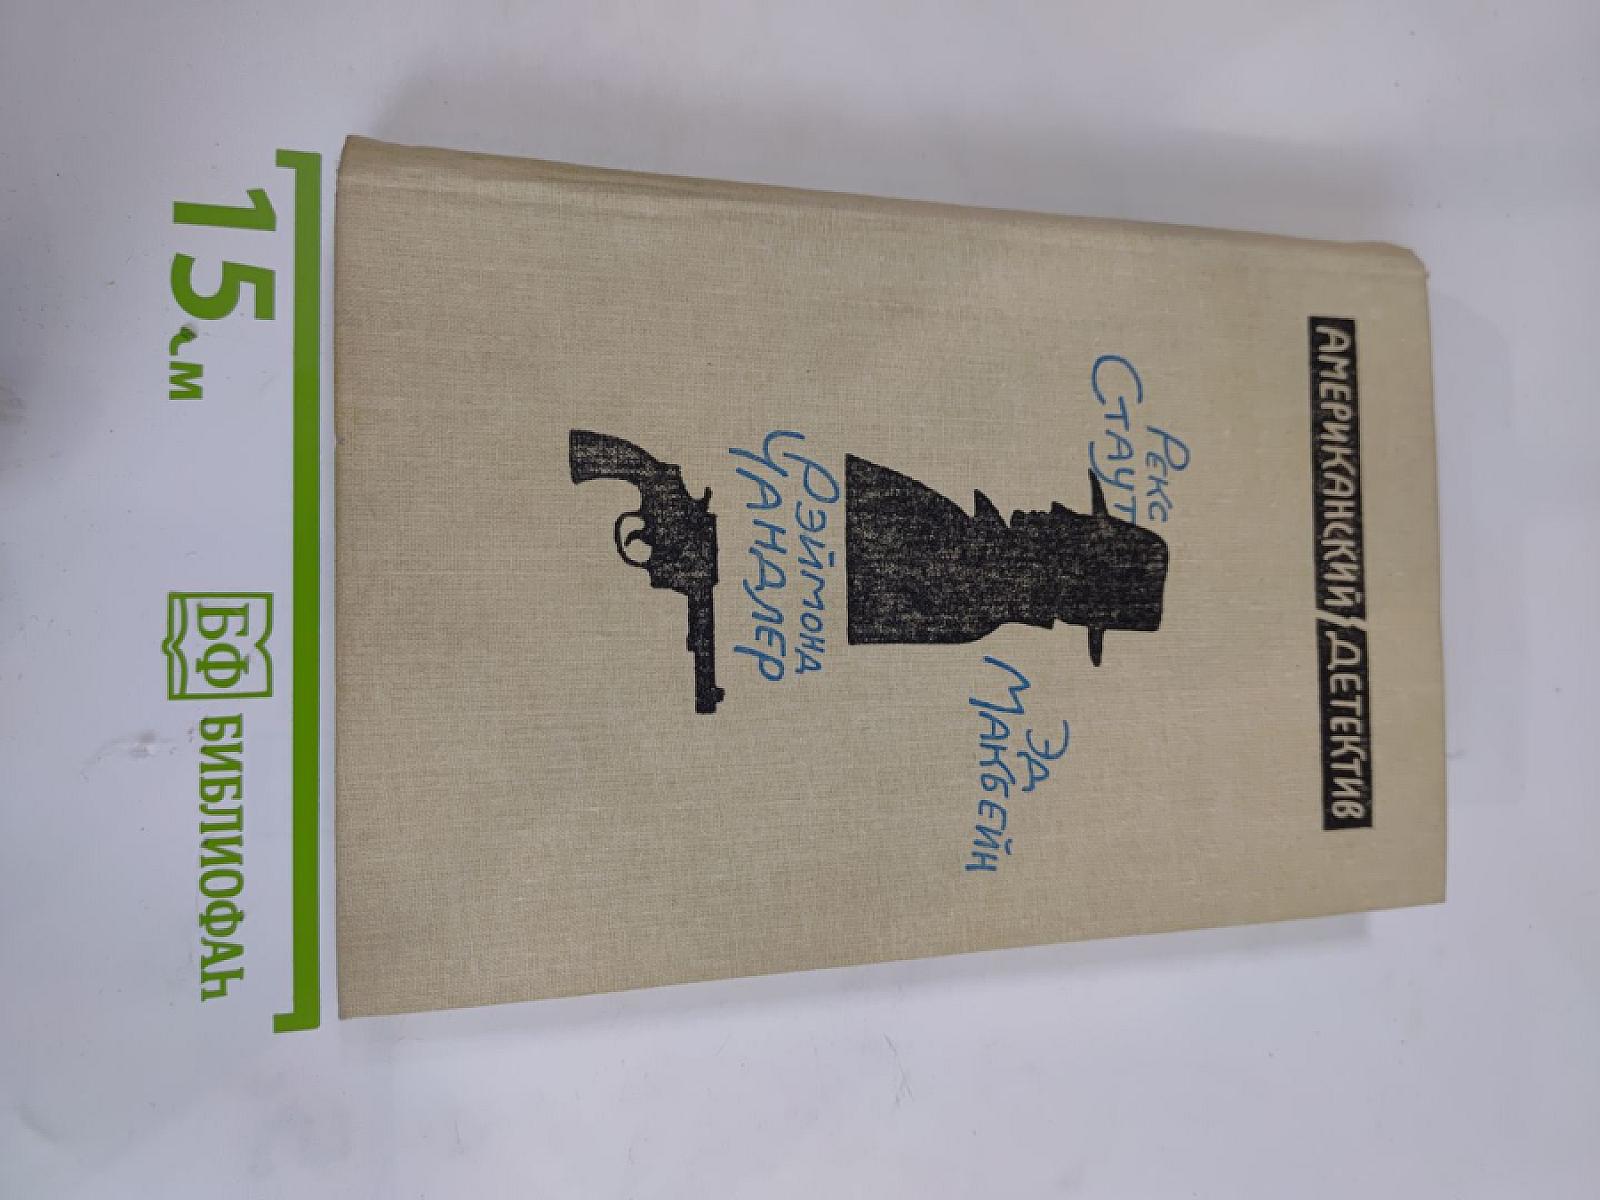 АМЕРИКАНСКИЙ ДЕТЕКТИВ
РЕКС
СТАУТ
ЭД
МАКБЕЙН
РЭЙМОНД
ЧАНДЛЕР
15 см
БФ БИБЛИОФАН